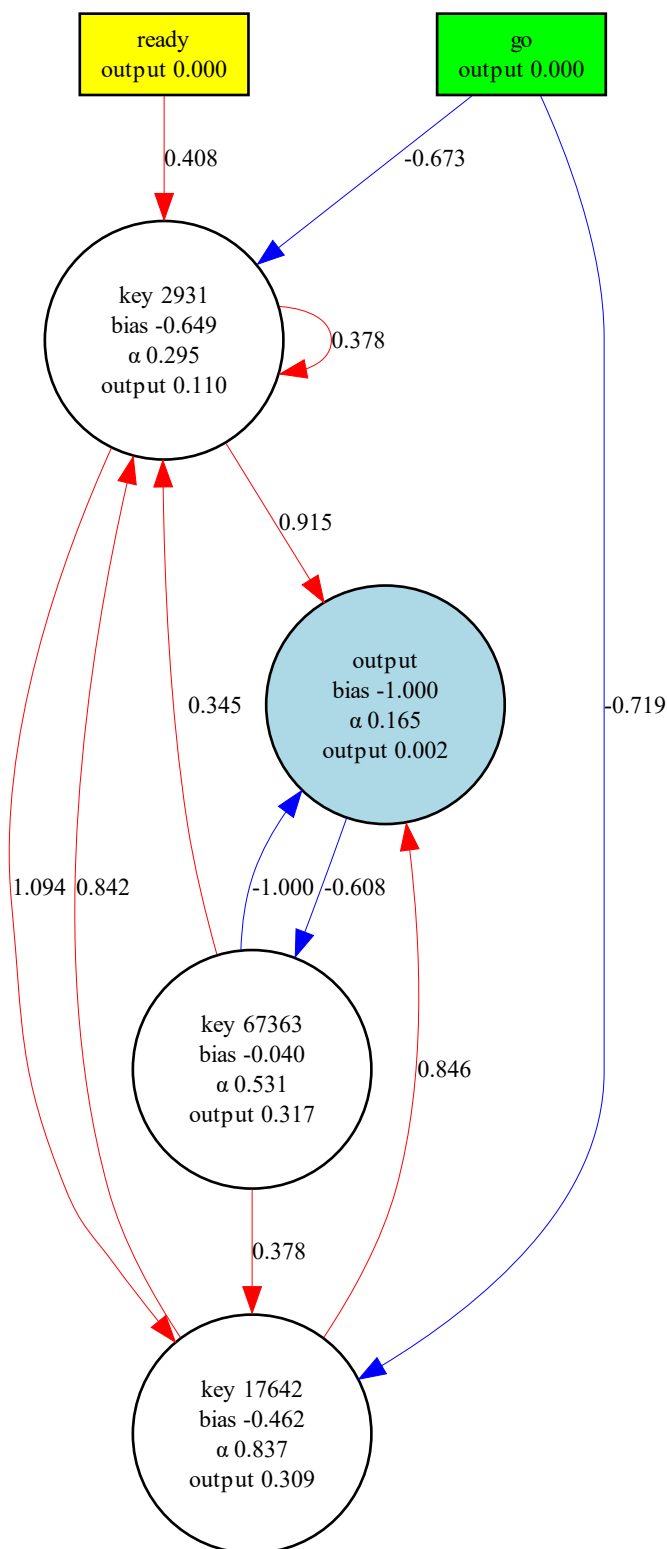 ready
output 0.000
go
output 0.000
0.408
-0.673
key 2931
bias -0.649
α 0.295
output 0.110
0.378
0.915
output
bias -1.000
α 0.165
output 0.002
0.345
-0.719
1.094
0.842
-1.000
-0.608
key 67363
bias -0.040
α 0.531
output 0.317
0.846
0.378
key 17642
bias -0.462
α 0.837
output 0.309